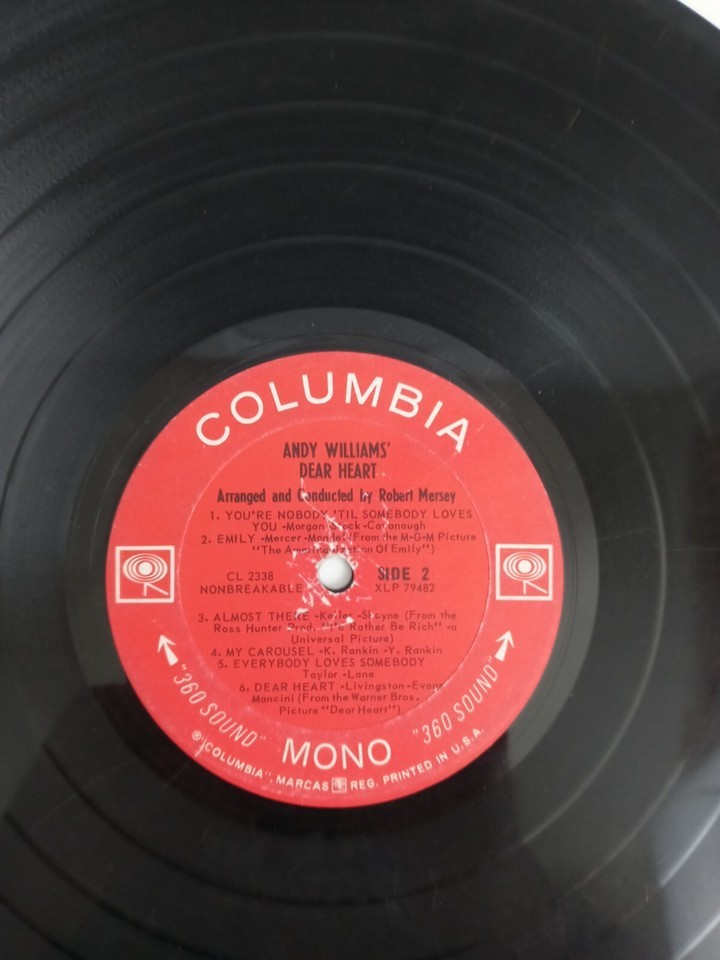 COLUMBIA
ANDY WILLIAMS'
DEAR HEART
Arranged and Conducted by Robert Mersey
1. YOU'RE NOBODY 'TIL SOMEBODY LOVES
YOU -Morgan-Stock-Cavanaugh
2. EMILY -Mercer-Mandel (From the M-G-M Picture
"The Americanization Of Emily")
CL 2338
NONBREAKABLE
SIDE 2
XLP 79482
3. ALMOST THERE -Keller-Shayne (From the
Ross Hunter Prod. "I'd Rather Be Rich" -a
Universal Picture)
4. MY CAROUSEL -K. Rankin -Y. Rankin
5. EVERYBODY LOVES SOMEBODY
Taylor -Lane
6. DEAR HEART -Livingston -Evans
Mancini (From the Warner Bros.
Picture "Dear Heart")
"360 SOUND" MONO "360 SOUND"
℗"COLUMBIA", MARCAS REG. PRINTED IN U.S.A.